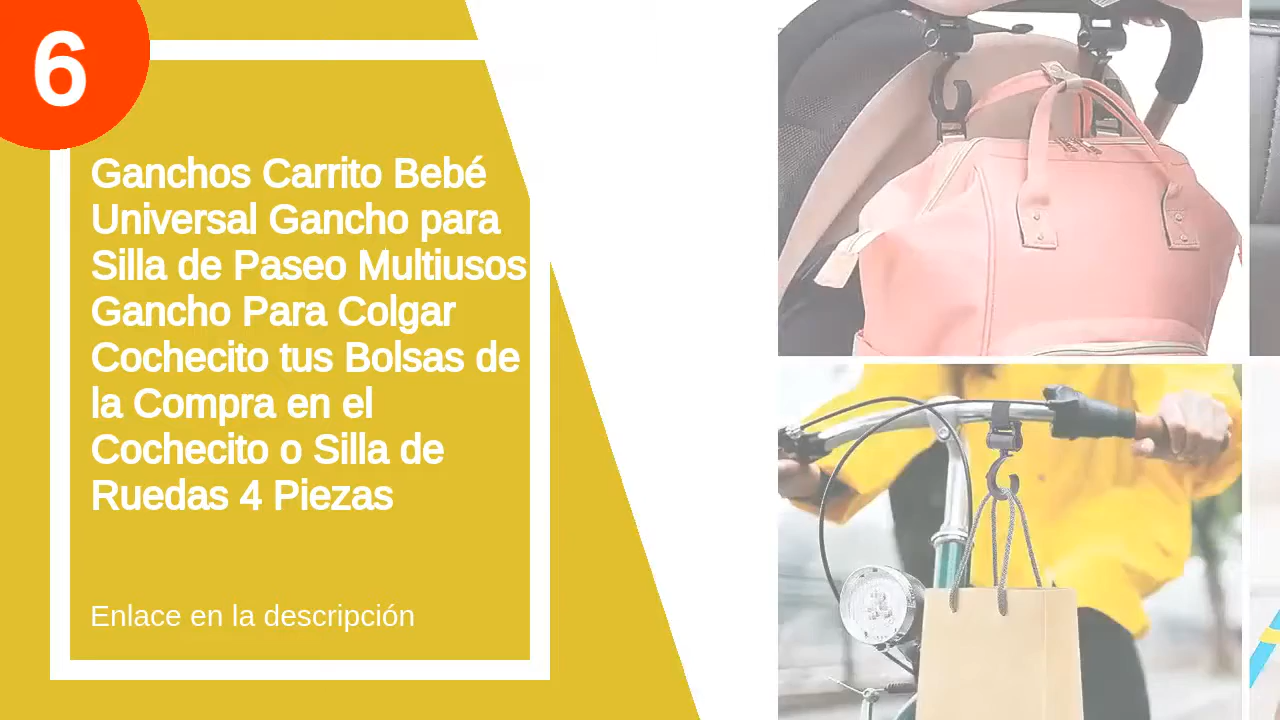 6
Ganchos Carrito Bebé
Universal Gancho para
Silla de Paseo Multiusos
Gancho Para Colgar
Cochecito tus Bolsas de
la Compra en el
Cochecito o Silla de
Ruedas 4 Piezas
Enlace en la descripción